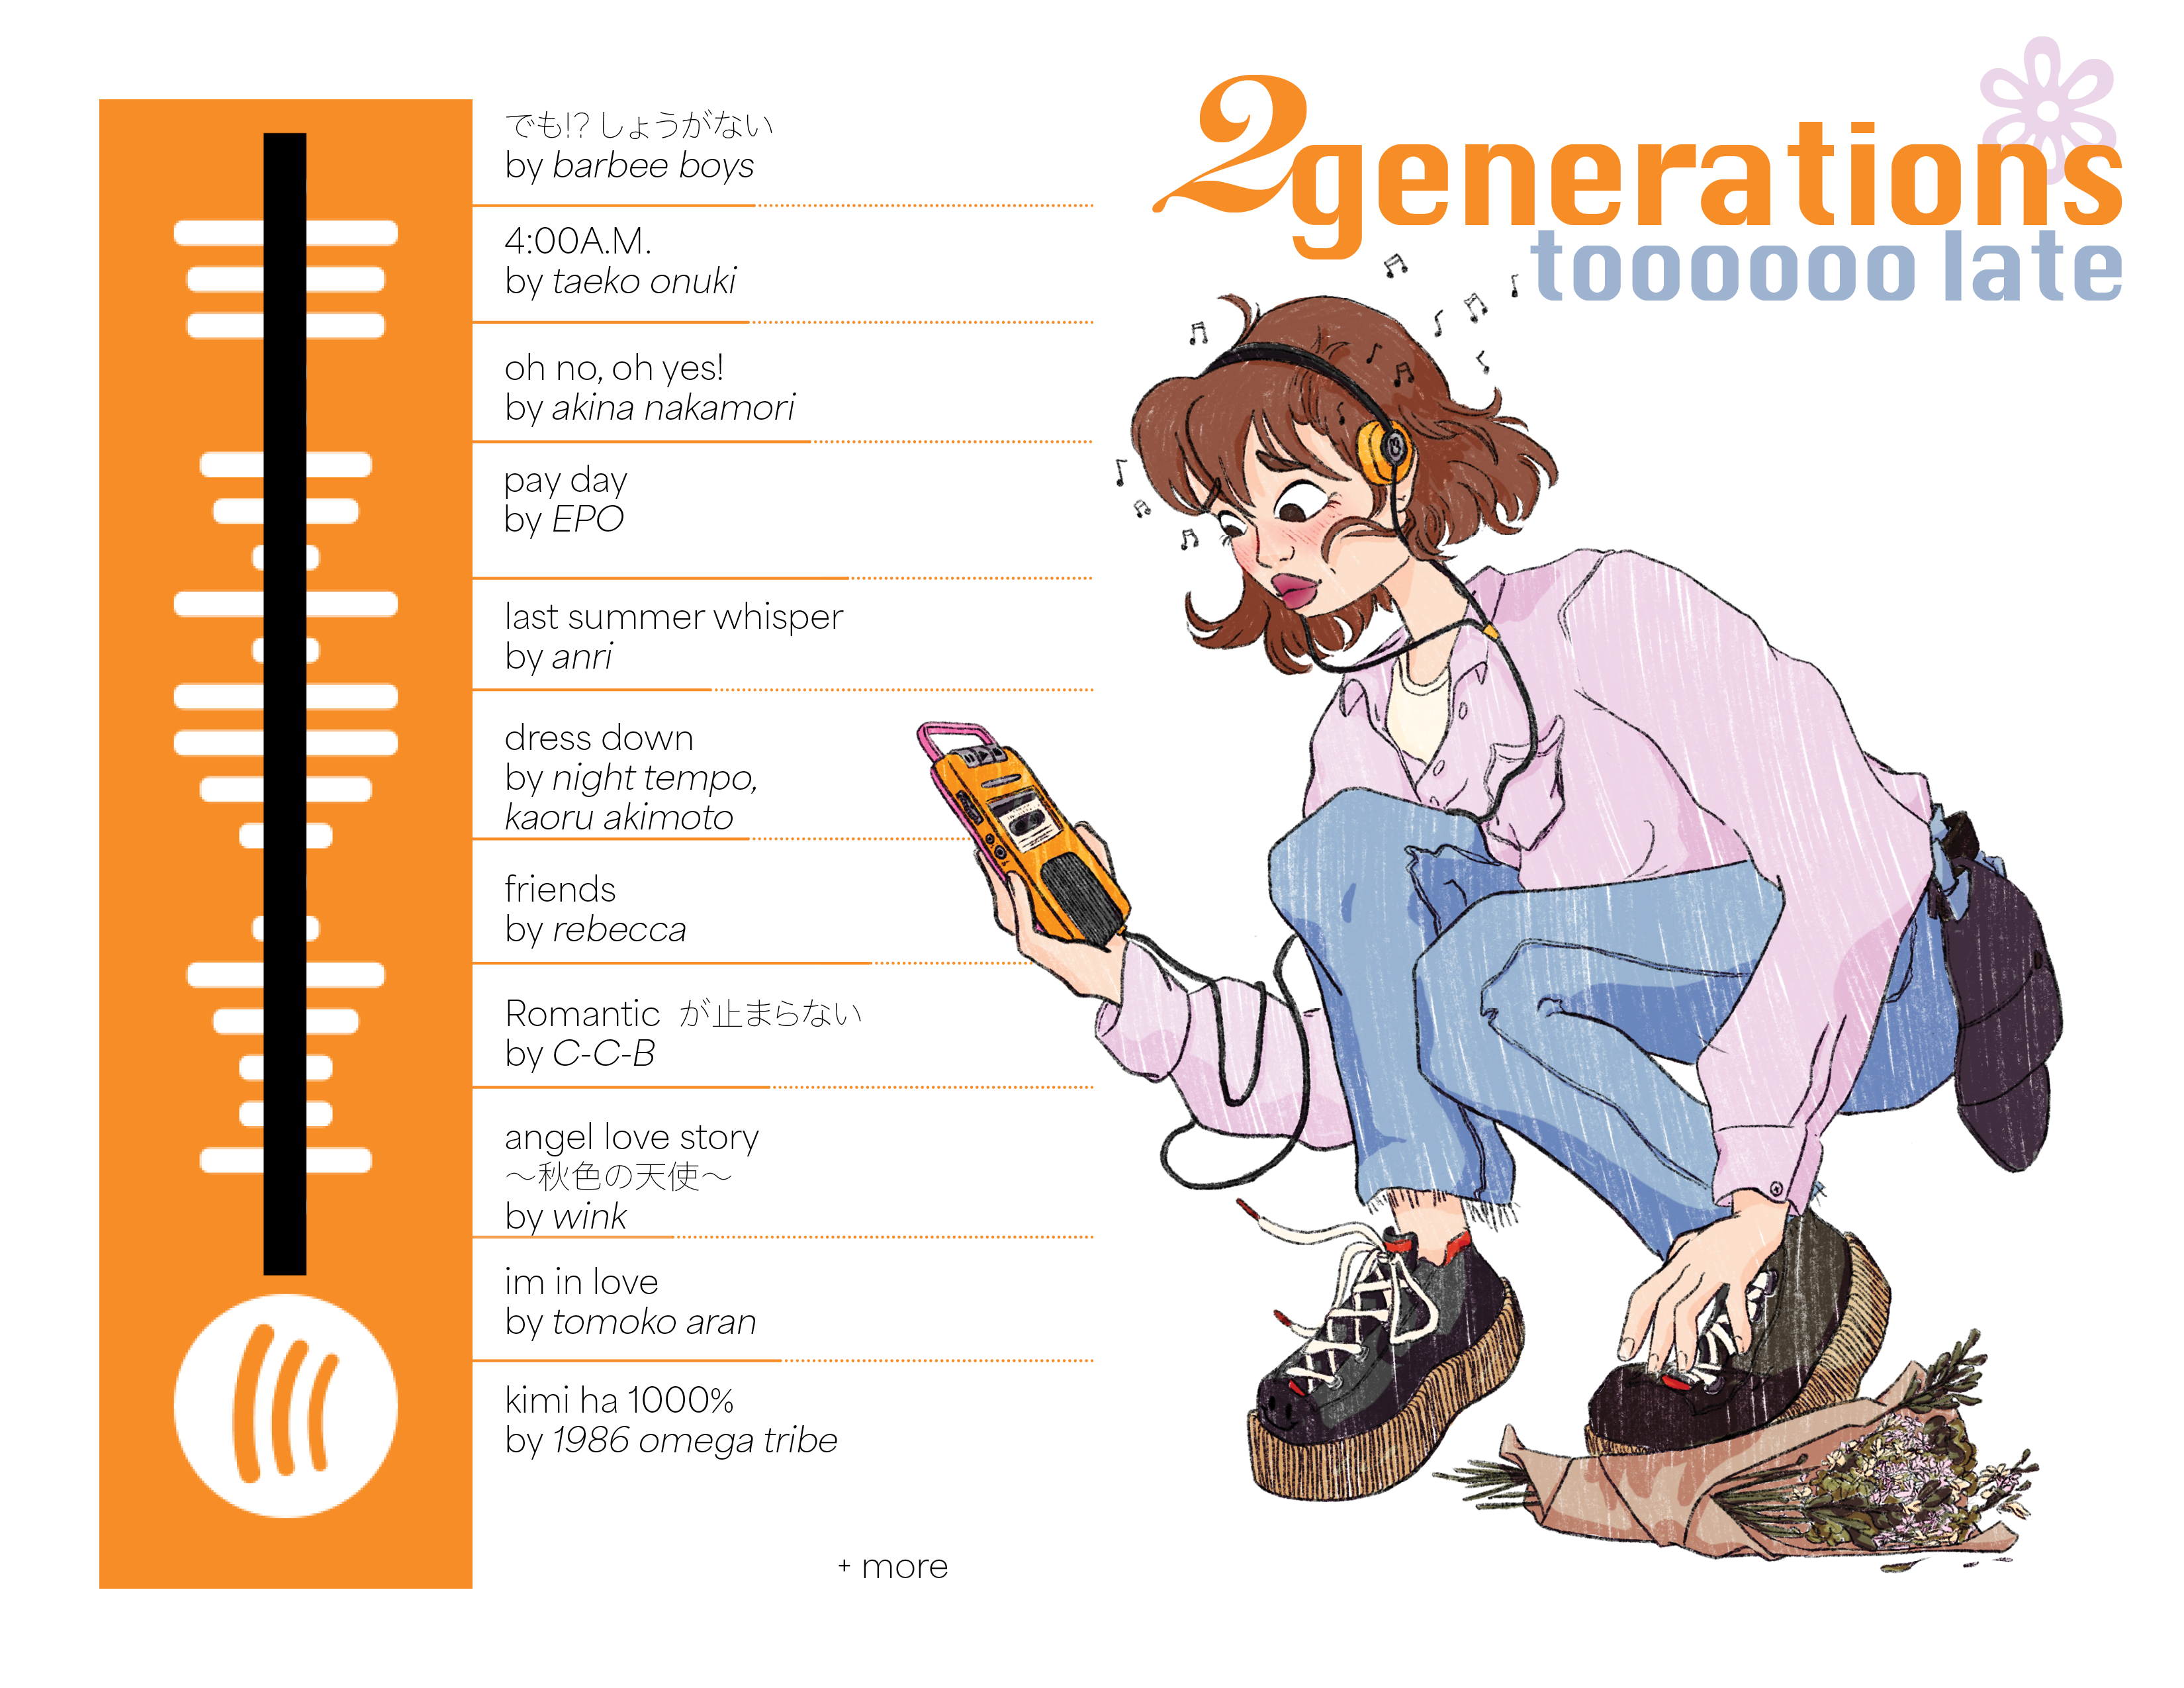 2generations
toooooo late
でも!? しょうがない
by barbee boys
4:00A.M.
by taeko onuki
oh no, oh yes!
by akina nakamori
pay day
by EPO
last summer whisper
by anri
dress down
by night tempo,
kaoru akimoto
friends
by rebecca
Romantic が止まらない
by C-C-B
angel love story
～秋色の天使～
by wink
im in love
by tomoko aran
kimi ha 1000%
by 1986 omega tribe
+ more